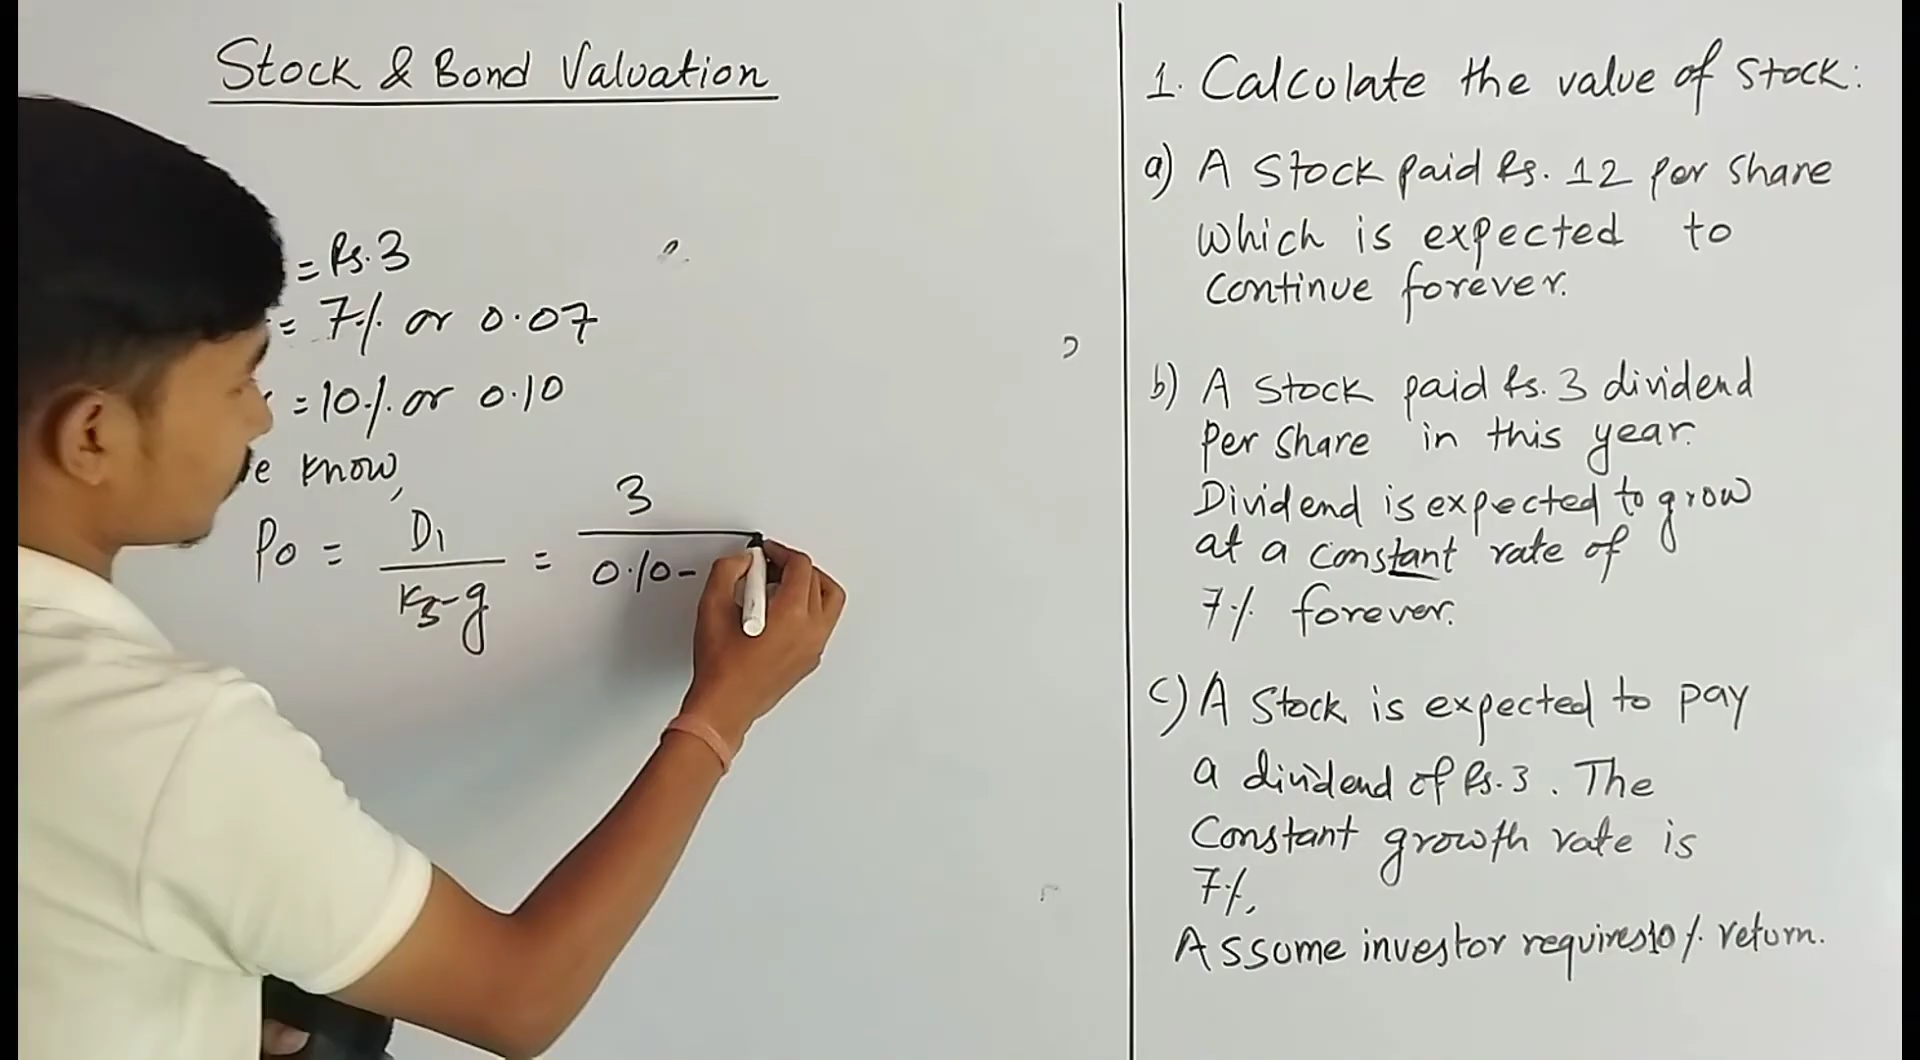 Stock & Bond Valuation
= Rs. 3
= 7% or 0.07
= 10% or 0.10
e know,
P0 = D1 / Ks-g = 3 / 0.10-
1. Calculate the value of stock:
a) A Stock paid Rs. 12 per share
which is expected to
continue forever.
b) A stock paid Rs. 3 dividend
per share in this year.
Dividend is expected to grow
at a constant rate of
7% forever.
c) A stock is expected to pay
a dividend of Rs. 3. The
Constant growth rate is
7%.
Assume investor requires 10% return.